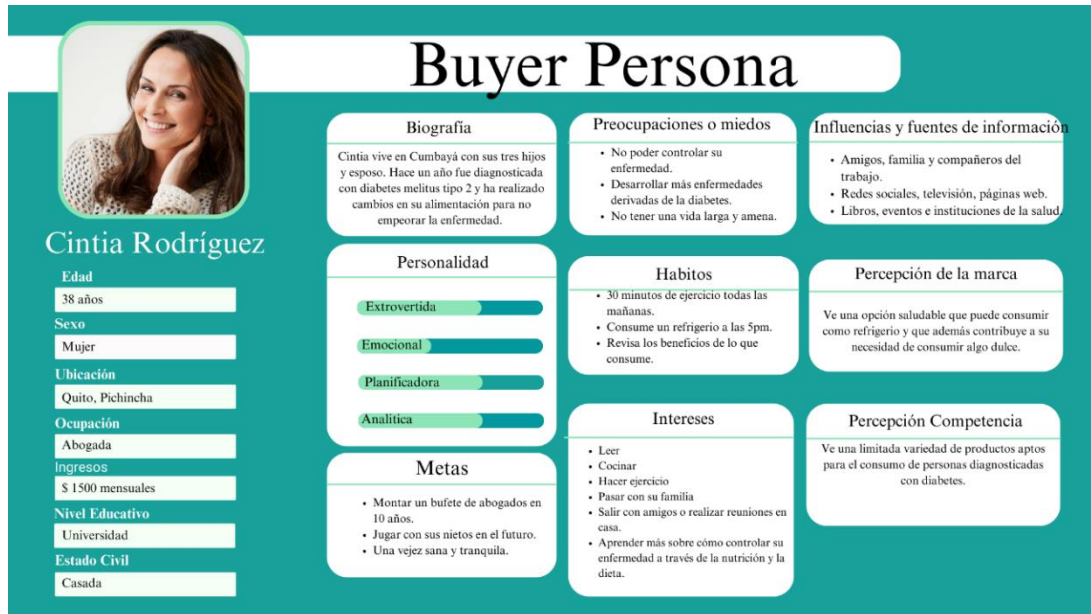 Buyer Persona
Cintia Rodríguez
Edad
38 años
Sexo
Mujer
Ubicación
Quito, Pichincha
Ocupación
Abogada
Ingresos
$ 1500 mensuales
Nivel Educativo
Universidad
Estado Civil
Casada
Biografía
Cintia vive en Cumbayá con sus tres hijos
y esposo. Hace un año fue diagnosticada
con diabetes melitus tipo 2 y ha realizado
cambios en su alimentación para no
empeorar la enfermedad.
Personalidad
Extrovertida
Emocional
Planificadora
Analitica
Metas
• Montar un bufete de abogados en
10 años.
• Jugar con sus nietos en el futuro.
• Una vejez sana y tranquila.
Preocupaciones o miedos
• No poder controlar su
enfermedad.
• Desarrollar más enfermedades
derivadas de la diabetes.
• No tener una vida larga y amena.
Habitos
• 30 minutos de ejercicio todas las
mañanas.
• Consume un refrigerio a las 5pm.
• Revisa los beneficios de lo que
consume.
Intereses
• Leer
• Cocinar
• Hacer ejercicio
• Pasar con su familia
• Salir con amigos o realizar reuniones en
casa.
• Aprender más sobre cómo controlar su
enfermedad a través de la nutrición y la
dieta.
Influencias y fuentes de información
• Amigos, familia y compañeros del
trabajo.
• Redes sociales, televisión, páginas web.
• Libros, eventos e instituciones de la salud.
Percepción de la marca
Ve una opción saludable que puede consumir
como refrigerio y que además contribuye a su
necesidad de consumir algo dulce.
Percepción Competencia
Ve una limitada variedad de productos aptos
para el consumo de personas diagnosticadas
con diabetes.